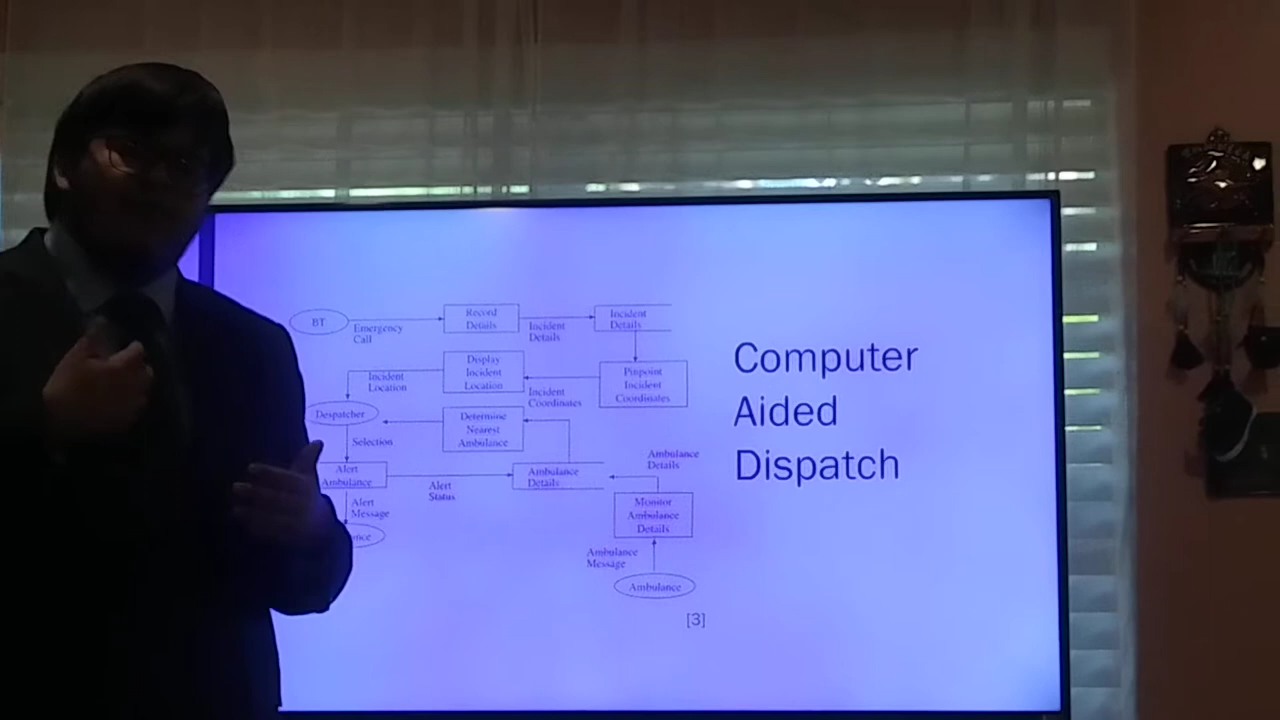 BT
Emergency
Call
Record
Details
Incident
Details
Incident
Details
Pinpoint
Incident
Coordinates
Incident
Coordinates
Display
Incident
Location
Incident
Location
Despatcher
Determine
Nearest
Ambulance
Selection
Alert
Ambulance
Alert
Status
Ambulance
Details
Ambulance
Details
Monitor
Ambulance
Details
Alert
Message
Ambulance
Message
Ambulance
[3]
Computer
Aided
Dispatch